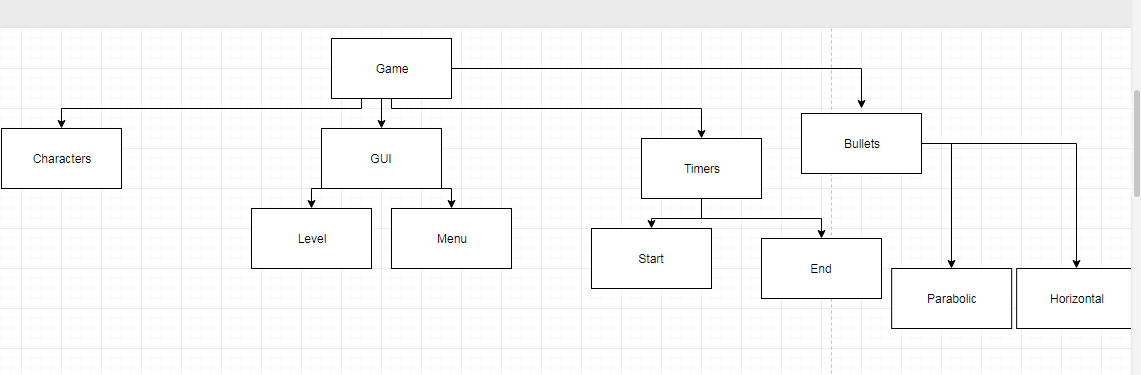 Game
Characters
GUI
Timers
Bullets
Level
Menu
Start
End
Parabolic
Horizontal